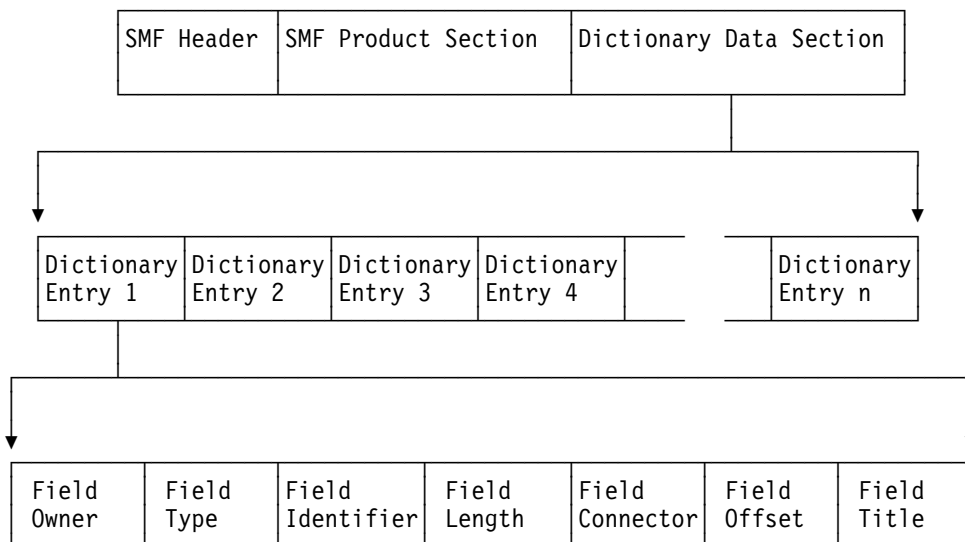 SMF Header SMF Product Section Dictionary Data Section
Dictionary Dictionary Dictionary Dictionary Dictionary
Entry 1 Entry 2 Entry 3 Entry 4 Entry n
Field Field Field Field Field Field Field
Owner Type Identifier Length Connector Offset Title